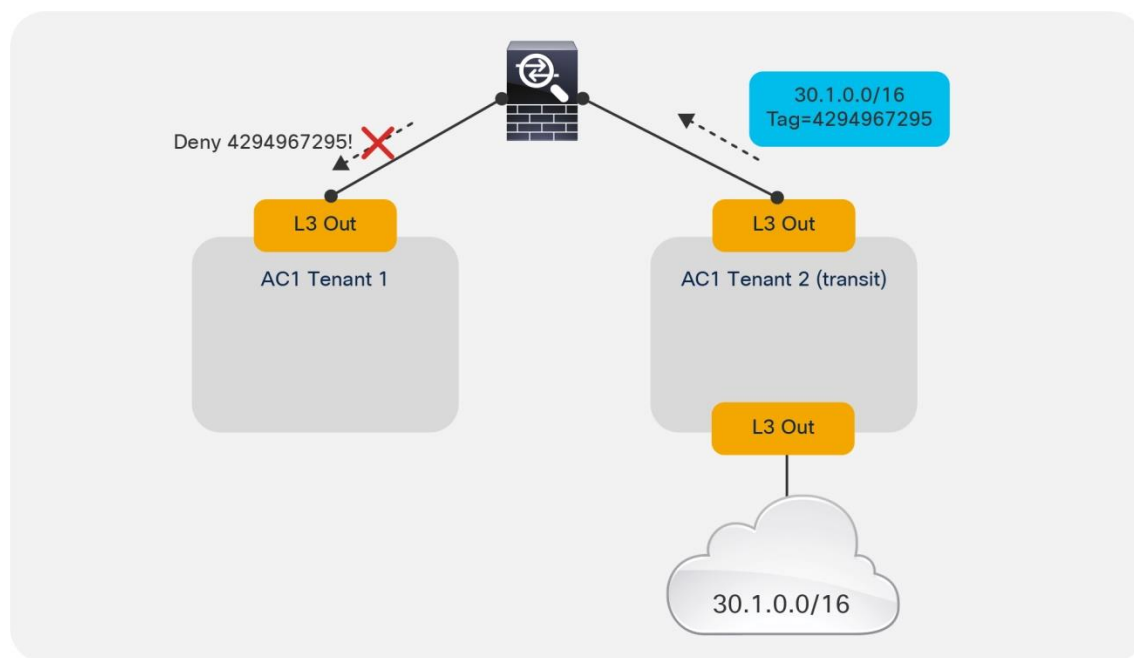 30.1.0.0/16
Tag=4294967295
Deny 4294967295!
L3 Out
L3 Out
AC1 Tenant 1
AC1 Tenant 2 (transit)
L3 Out
30.1.0.0/16